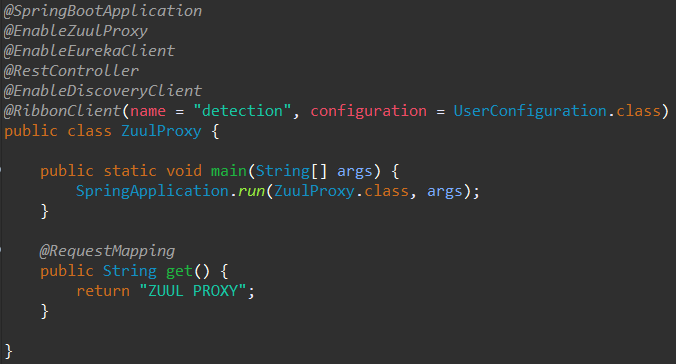 @SpringBootApplication
@EnableZuulProxy
@EnableEurekaClient
@RestController
@EnableDiscoveryClient
@RibbonClient(name = "detection", configuration = UserConfiguration.class)
public class ZuulProxy {
public static void main(String[] args) {
SpringApplication.run(ZuulProxy.class, args);
}
@RequestMapping
public String get() {
return "ZUUL PROXY";
}
}